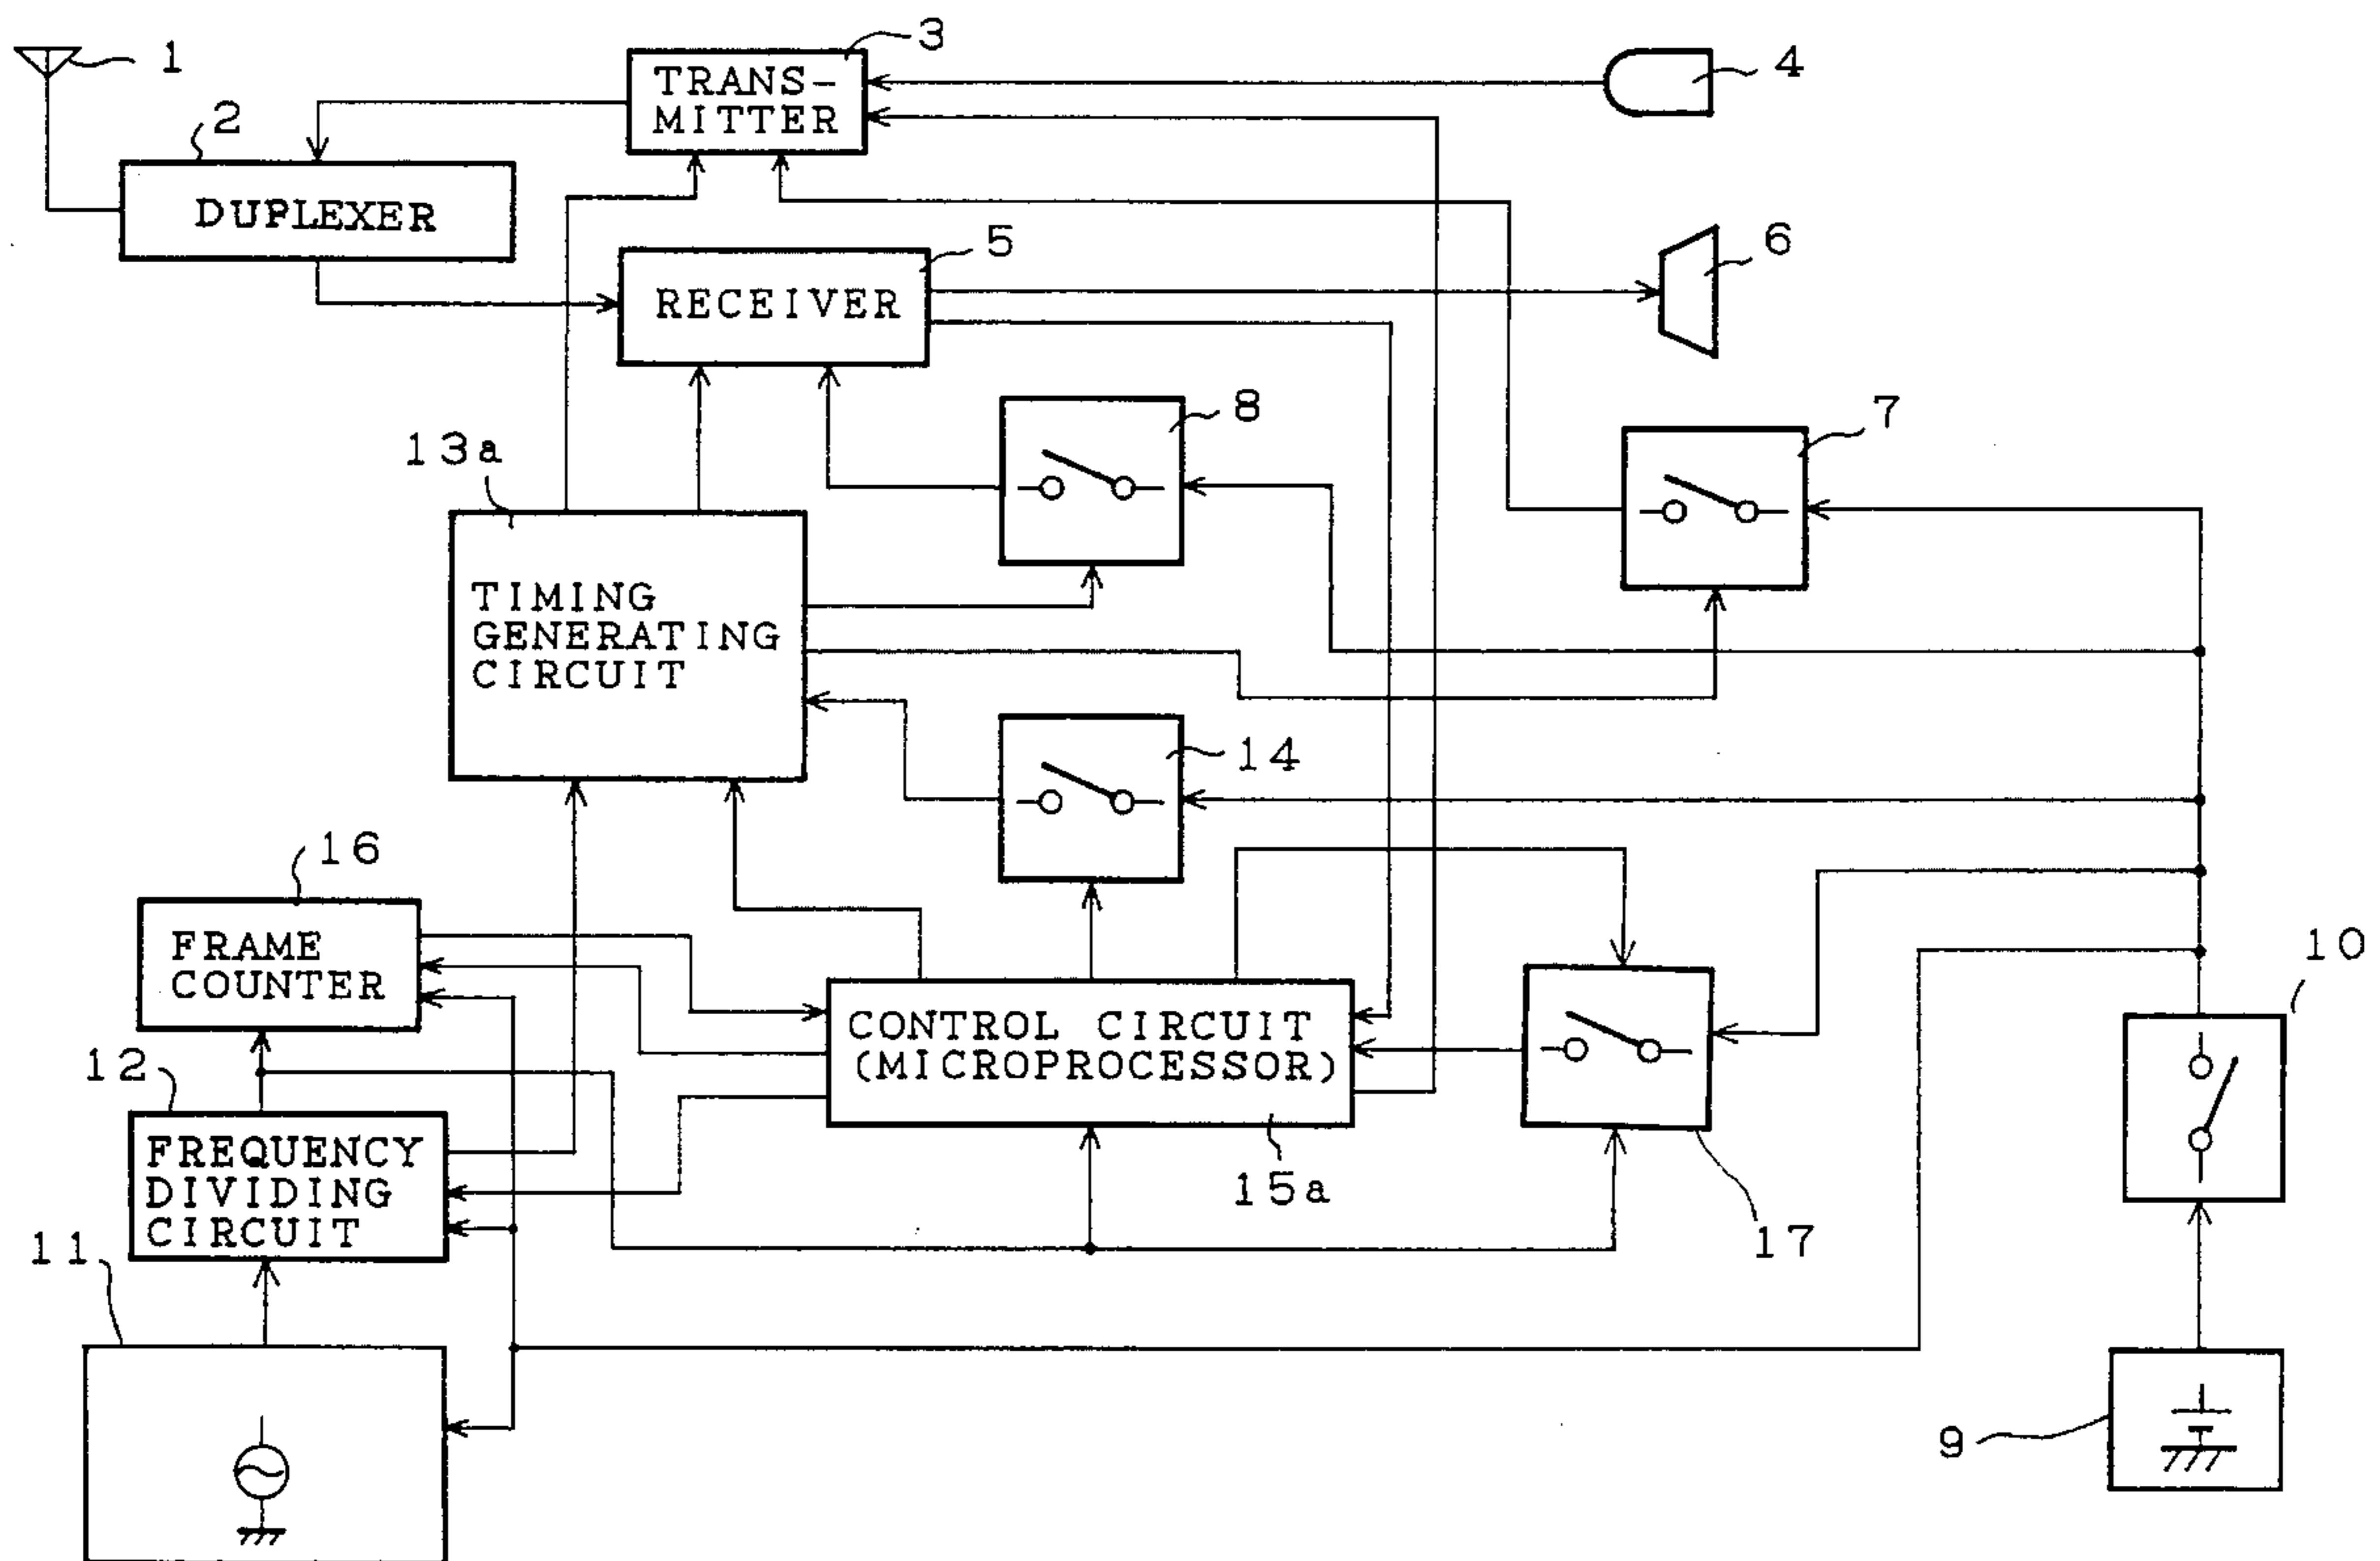 1
3
4
TRANS-
MITTER
2
DUPLEXER
5
6
RECEIVER
8
7
13a
TIMING
GENERATING
CIRCUIT
14
16
FRAME
COUNTER
10
CONTROL CIRCUIT
(MICROPROCESSOR)
12
FREQUENCY
DIVIDING
CIRCUIT
15a
17
11
9